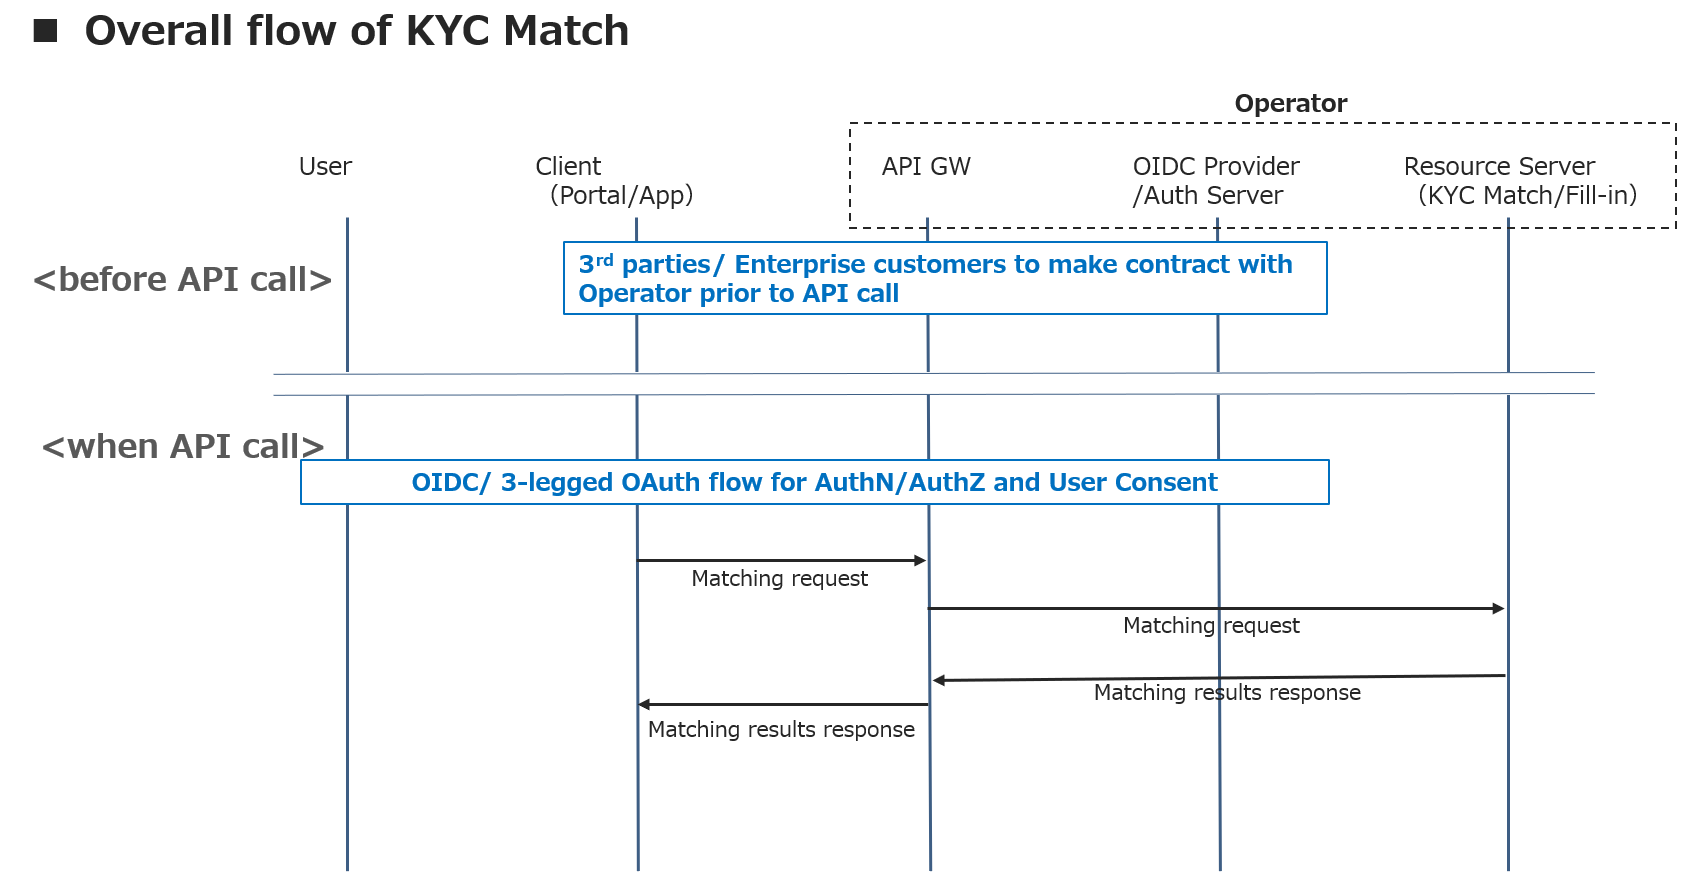 ■ Overall flow of KYC Match
Operator
User
Client
（Portal/App）
API GW
OIDC Provider
/Auth Server
Resource Server
（KYC Match/Fill-in）
<before API call>
3rd parties/ Enterprise customers to make contract with
Operator prior to API call
<when API call>
OIDC/ 3-legged OAuth flow for AuthN/AuthZ and User Consent
Matching request
Matching request
Matching results response
Matching results response